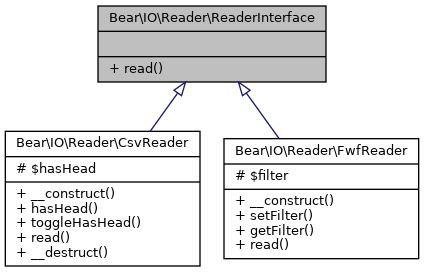 Bear\IO\Reader\ReaderInterface
+ read()
Bear\IO\Reader\CsvReader
# $hasHead
+ __construct()
+ hasHead()
+ toggleHasHead()
+ read()
+ __destruct()
Bear\IO\Reader\FwfReader
# $filter
+ __construct()
+ setFilter()
+ getFilter()
+ read()